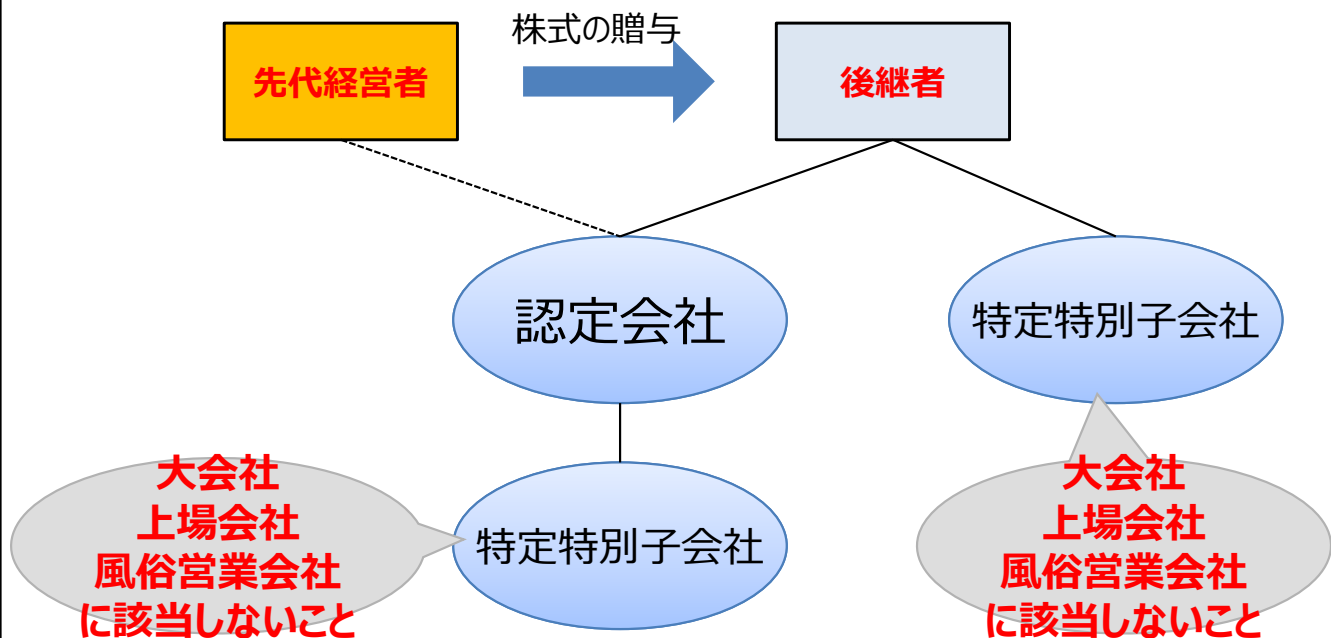 株式の贈与
先代経営者
後継者
認定会社
特定特別子会社
大会社
上場会社
風俗営業会社
に該当しないこと
特定特別子会社
大会社
上場会社
風俗営業会社
に該当しないこと